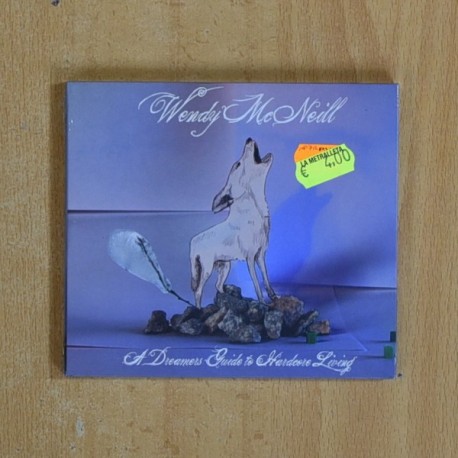 Wendy McNeill
LA METRALLETA
€ 4,00
A Dreamers Guide to Hardcore Living